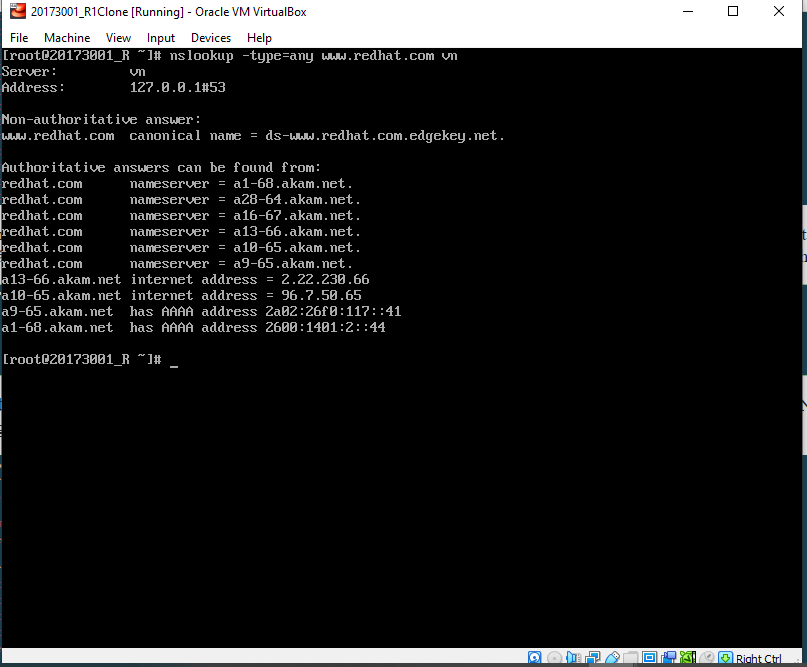 20173001_R1Clone [Running] - Oracle VM VirtualBox
File Machine View Input Devices Help
[root@20173001_R ~]# nslookup -type=any www.redhat.com vn
Server: vn
Address: 127.0.0.1#53
Non-authoritative answer:
www.redhat.com canonical name = ds-www.redhat.com.edgekey.net.
Authoritative answers can be found from:
redhat.com nameserver = a1-68.akam.net.
redhat.com nameserver = a28-64.akam.net.
redhat.com nameserver = a16-67.akam.net.
redhat.com nameserver = a13-66.akam.net.
redhat.com nameserver = a10-65.akam.net.
redhat.com nameserver = a9-65.akam.net.
a13-66.akam.net internet address = 2.22.230.66
a10-65.akam.net internet address = 96.7.50.65
a9-65.akam.net has AAAA address 2a02:26f0:117::41
a1-68.akam.net has AAAA address 2600:1401:2::44
[root@20173001_R ~]# _
Right Ctrl